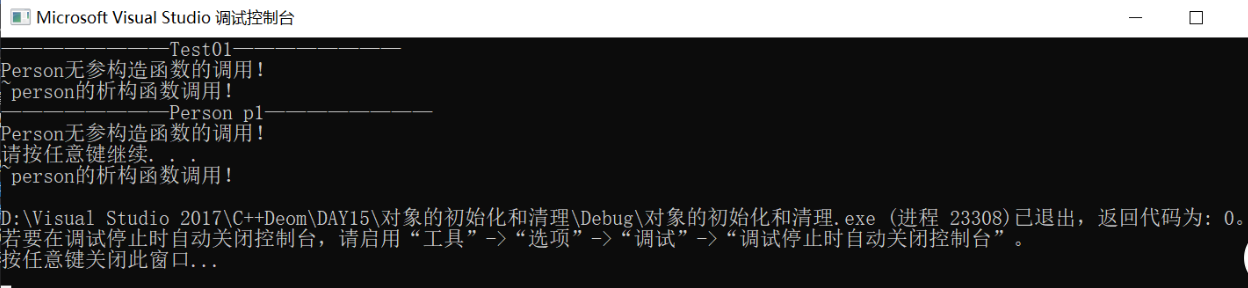 Microsoft Visual Studio 调试控制台
————————Test01————————
Person无参构造函数的调用!
~person的析构函数调用!
————————Person p1————————
Person无参构造函数的调用!
请按任意键继续. . .
~person的析构函数调用!
D:\Visual Studio 2017\C++Deom\DAY15\对象的初始化和清理\Debug\对象的初始化和清理.exe (进程 23308)已退出，返回代码为: 0。
若要在调试停止时自动关闭控制台，请启用“工具”->“选项”->“调试”->“调试停止时自动关闭控制台”。
按任意键关闭此窗口...